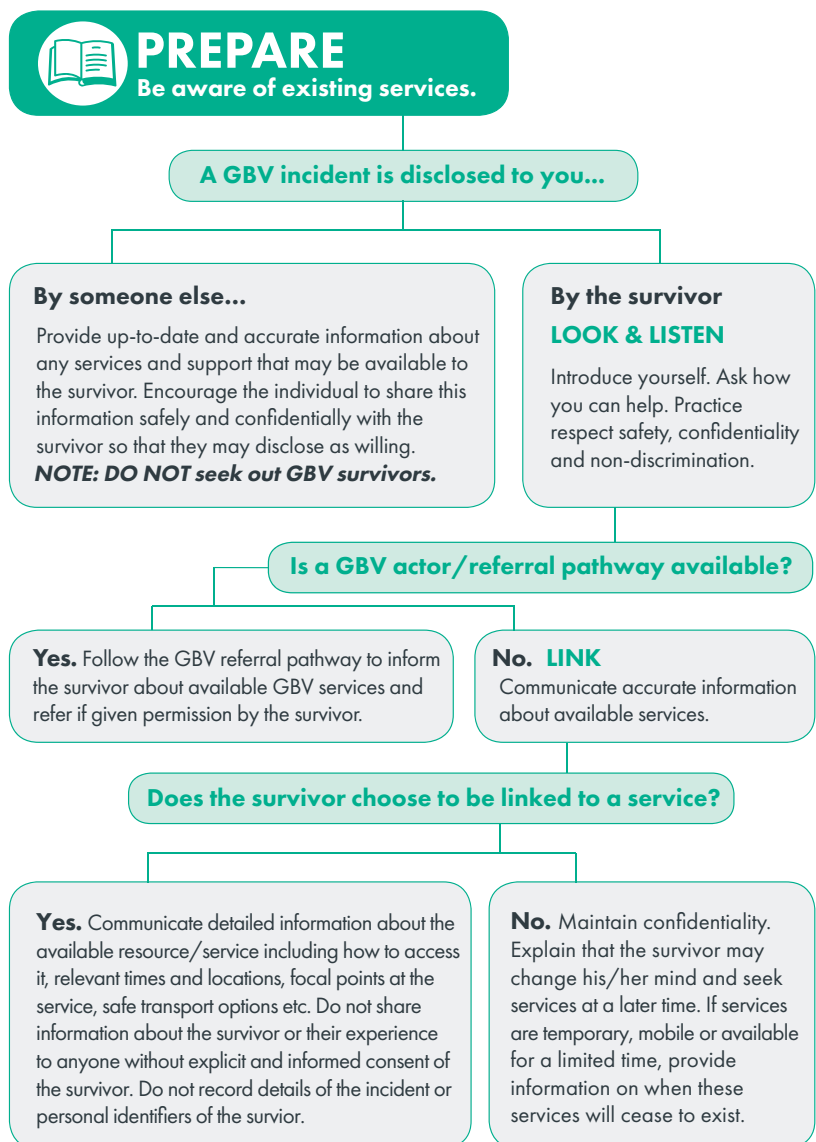 PREPARE
Be aware of existing services.
A GBV incident is disclosed to you...
By someone else...
Provide up-to-date and accurate information about
any services and support that may be available to
the survivor. Encourage the individual to share this
information safely and confidentially with the
survivor so that they may disclose as willing.
NOTE: DO NOT seek out GBV survivors.
By the survivor
LOOK & LISTEN
Introduce yourself. Ask how
you can help. Practice
respect safety, confidentiality
and non-discrimination.
Is a GBV actor/referral pathway available?
Yes. Follow the GBV referral pathway to inform
the survivor about available GBV services and
refer if given permission by the survivor.
No. LINK
Communicate accurate information
about available services.
Does the survivor choose to be linked to a service?
Yes. Communicate detailed information about the
available resource/service including how to access
it, relevant times and locations, focal points at the
service, safe transport options etc. Do not share
information about the survivor or their experience
to anyone without explicit and informed consent of
the survivor. Do not record details of the incident or
personal identifiers of the survior.
No. Maintain confidentiality.
Explain that the survivor may
change his/her mind and seek
services at a later time. If services
are temporary, mobile or available
for a limited time, provide
information on when these
services will cease to exist.